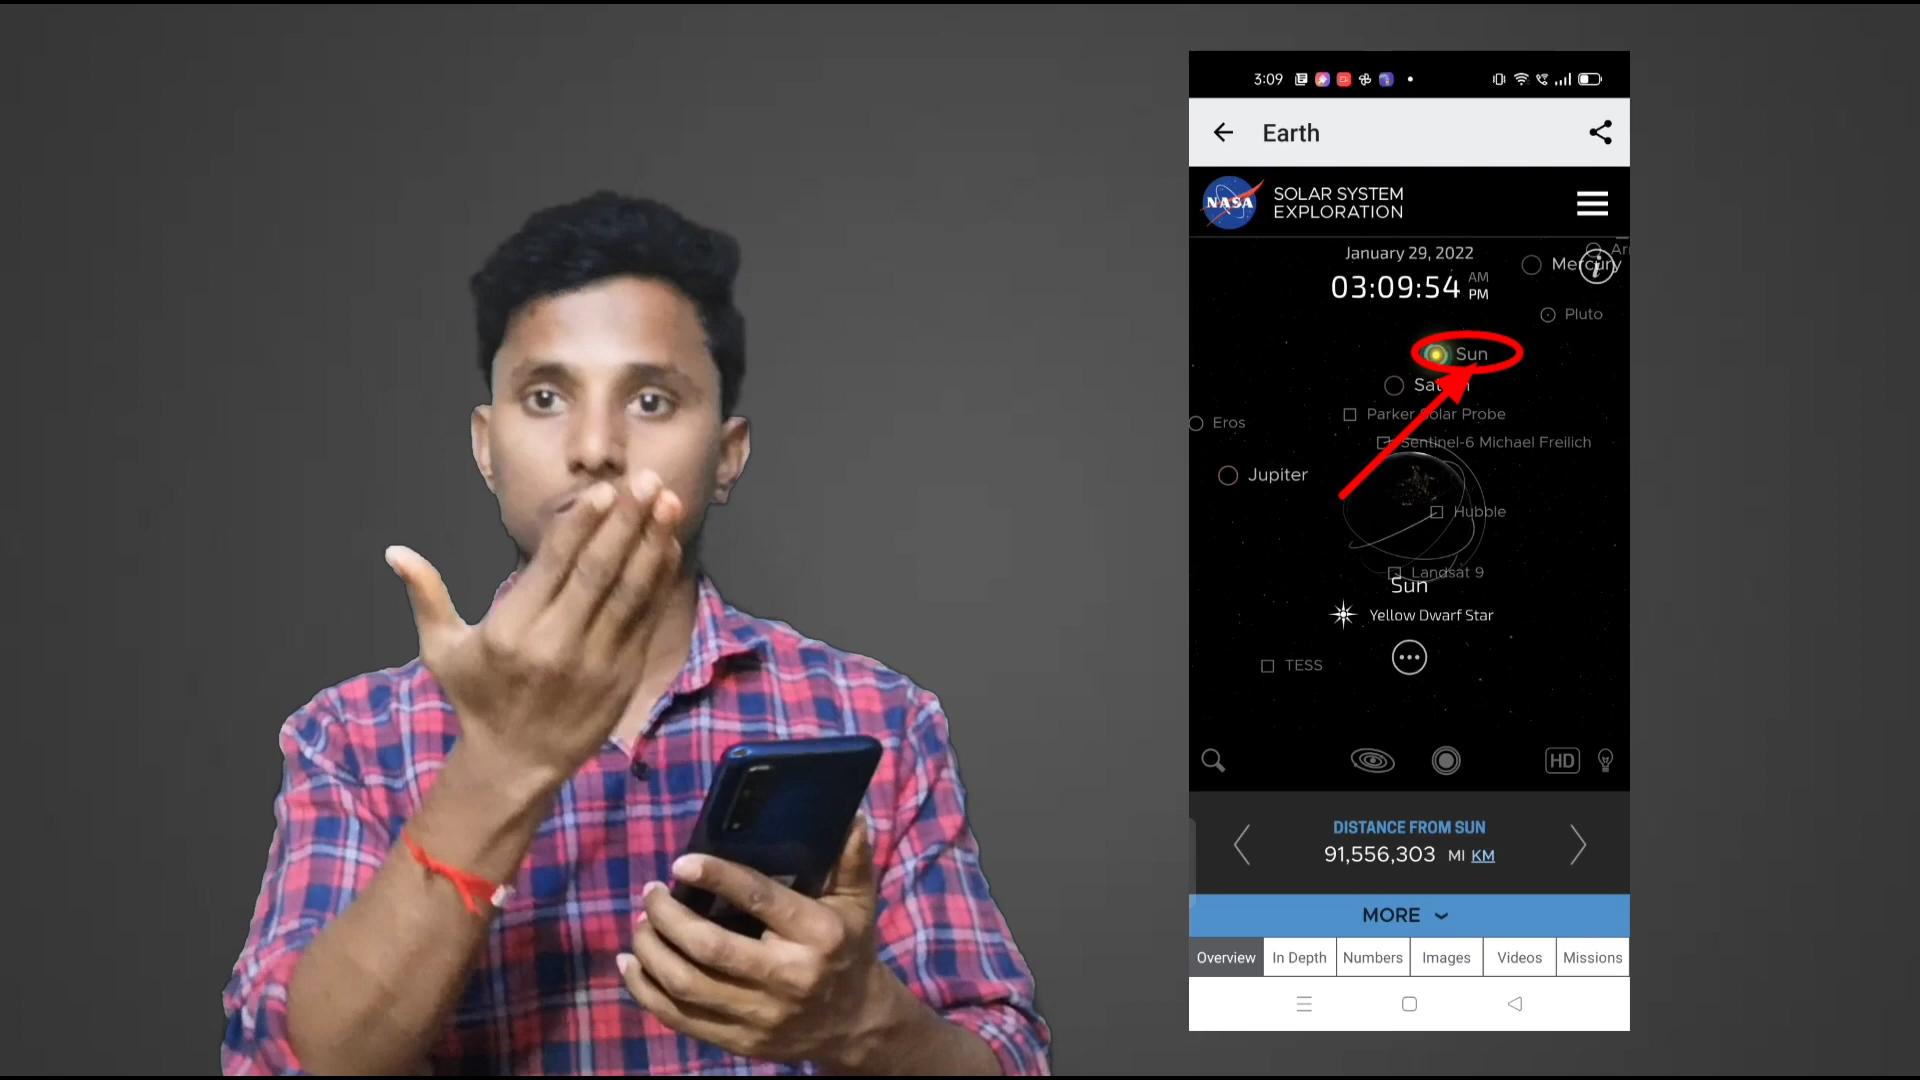 3:09
Earth
NASA
SOLAR SYSTEM
EXPLORATION
January 29, 2022
03:09:54 AM
PM
Mercury
Pluto
Sun
Parker Solar Probe
Eros
Sentinel-6 Michael Freilich
Jupiter
Hubble
Landsat 9
Sun
Yellow Dwarf Star
TESS
HD
DISTANCE FROM SUN
91,556,303 MI KM
MORE
Overview In Depth Numbers Images Videos Missions